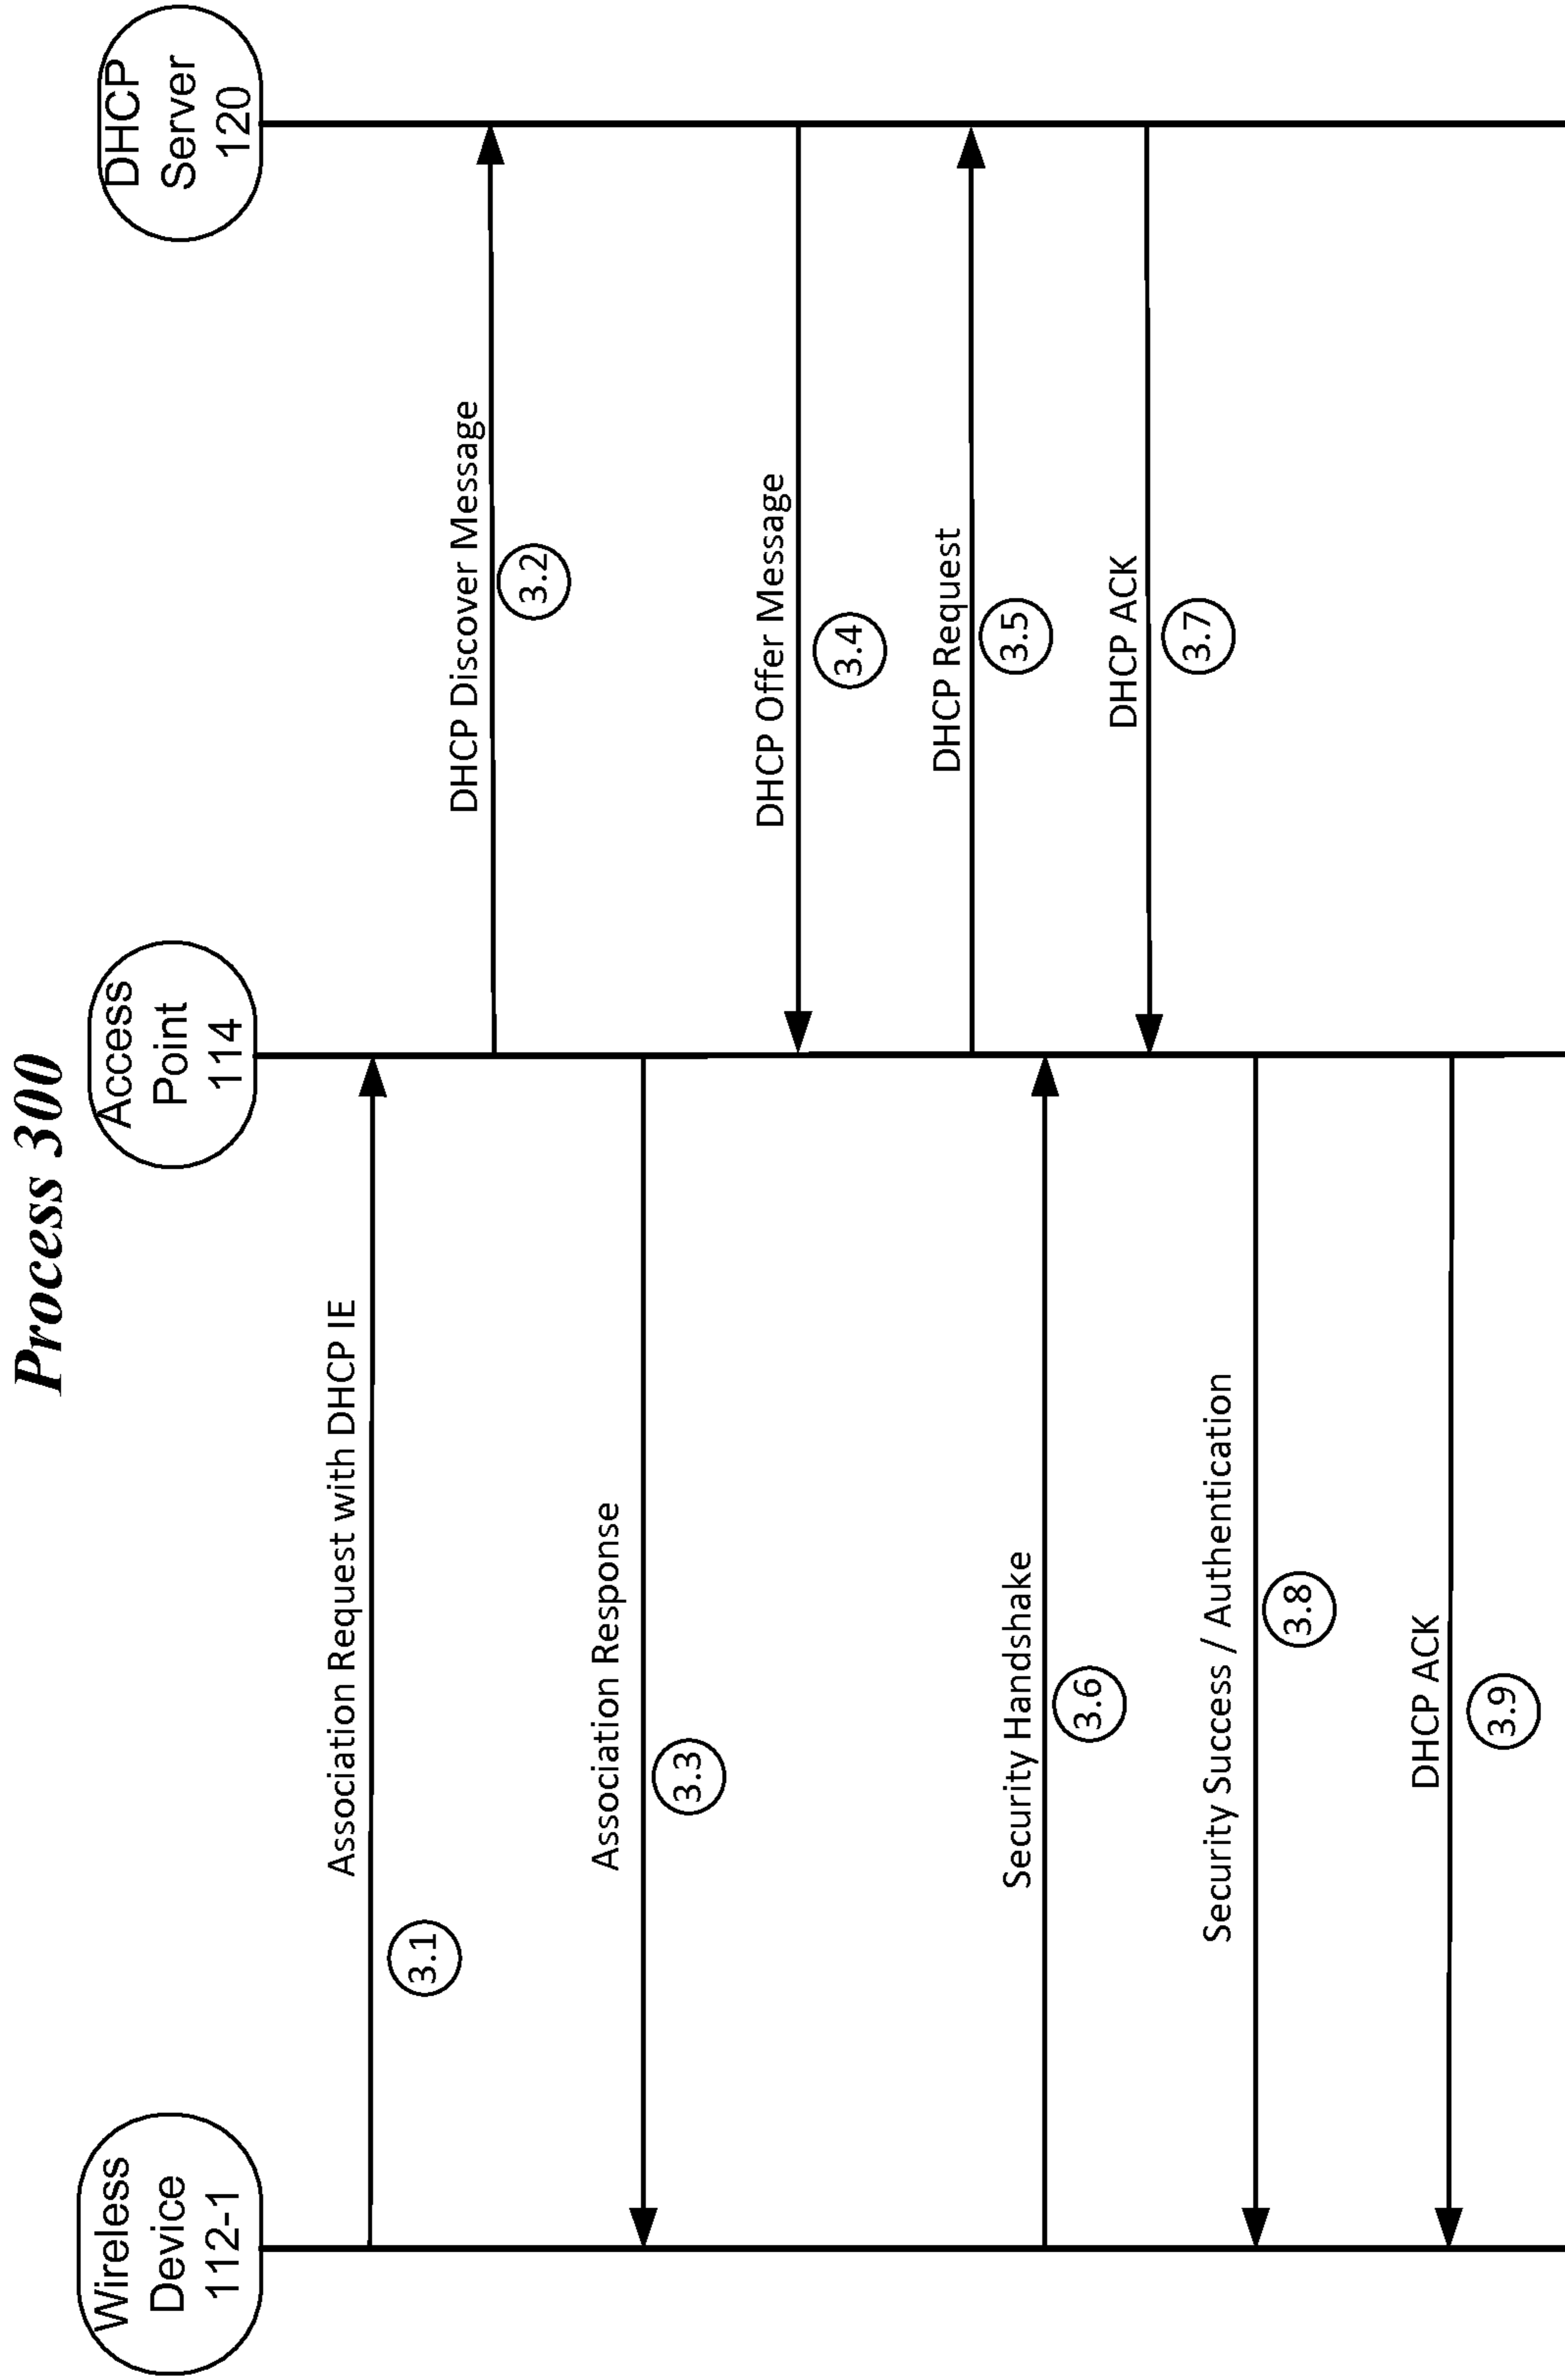 Process 300
Wireless
Device
112-1
Access
Point
114
DHCP
Server
120
Association Request with DHCP IE
3.1
DHCP Discover Message
3.2
Association Response
3.3
DHCP Offer Message
3.4
DHCP Request
3.5
Security Handshake
3.6
DHCP ACK
3.7
Security Success / Authentication
3.8
DHCP ACK
3.9